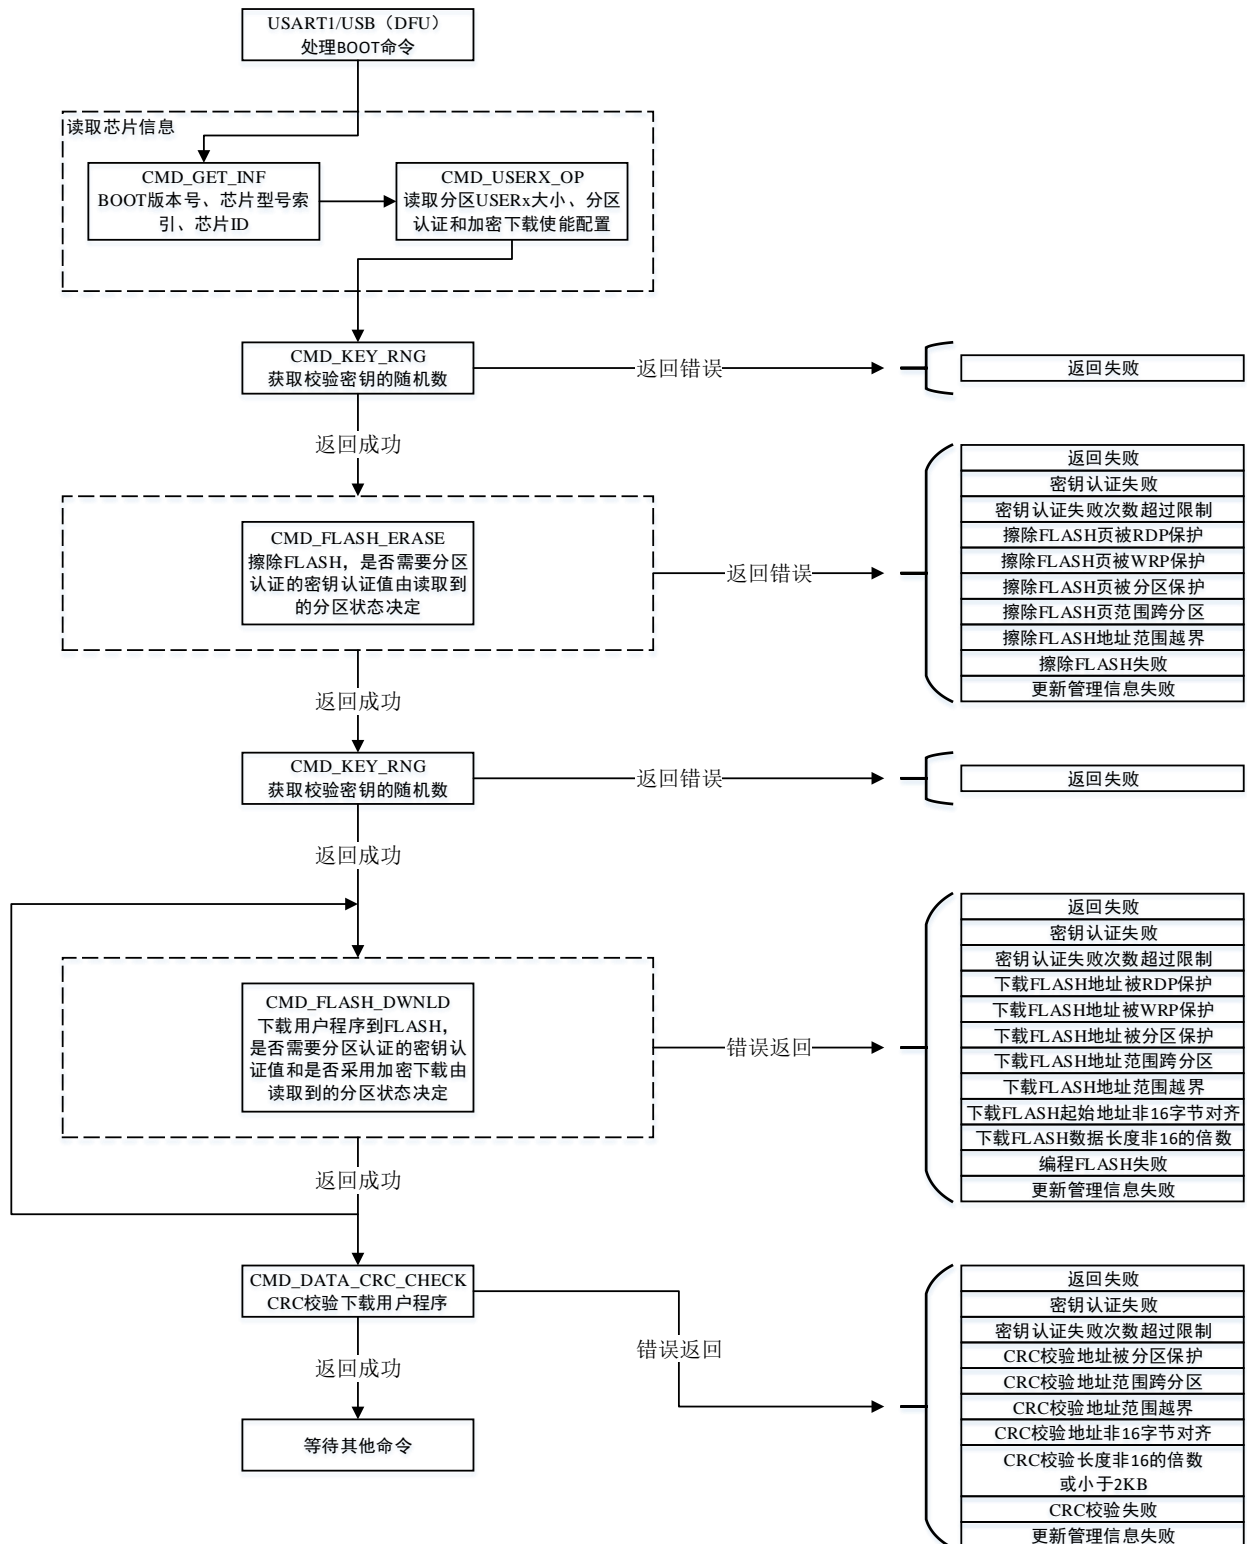 USART1/USB（DFU）
处理BOOT命令
读取芯片信息
CMD_GET_INF
BOOT版本号、芯片型号索
引、芯片ID
CMD_USERX_OP
读取分区USERx大小、分区
认证和加密下载使能配置
CMD_KEY_RNG
获取校验密钥的随机数
返回错误
返回失败
返回成功
CMD_FLASH_ERASE
擦除FLASH，是否需要分区
认证的密钥认证值由读取到
的分区状态决定
返回错误
返回失败
密钥认证失败
密钥认证失败次数超过限制
擦除FLASH页被RDP保护
擦除FLASH页被WRP保护
擦除FLASH页被分区保护
擦除FLASH页范围跨分区
擦除FLASH地址范围越界
擦除FLASH失败
更新管理信息失败
返回成功
CMD_KEY_RNG
获取校验密钥的随机数
返回错误
返回失败
返回成功
CMD_FLASH_DWNLD
下载用户程序到FLASH，
是否需要分区认证的密钥认
证值和是否采用加密下载由
读取到的分区状态决定
错误返回
返回失败
密钥认证失败
密钥认证失败次数超过限制
下载FLASH地址被RDP保护
下载FLASH地址被WRP保护
下载FLASH地址被分区保护
下载FLASH地址范围跨分区
下载FLASH地址范围越界
下载FLASH起始地址非16字节对齐
下载FLASH数据长度非16的倍数
编程FLASH失败
更新管理信息失败
返回成功
CMD_DATA_CRC_CHECK
CRC校验下载用户程序
错误返回
返回失败
密钥认证失败
密钥认证失败次数超过限制
CRC校验地址被分区保护
CRC校验地址范围跨分区
CRC校验地址范围越界
CRC校验地址非16字节对齐
CRC校验长度非16的倍数
或小于2KB
CRC校验失败
更新管理信息失败
返回成功
等待其他命令